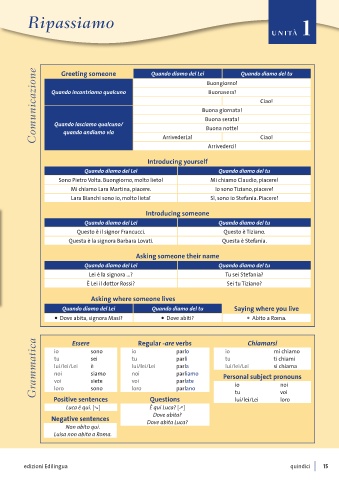 Ripassiamo
UNITÀ 1
Comunicazione
Greeting someone Quando diamo del Lei Quando diamo del tu
Quando incontriamo qualcuno
Buongiorno!
Buonasera!
Ciao!
Quando lasciamo qualcuno/
quando andiamo via
Buona giornata!
Buona serata!
Buona notte!
ArrivederLa! Ciao!
Arrivederci!
Introducing yourself
Quando diamo del Lei Quando diamo del tu
Sono Pietro Volta. Buongiorno, molto lieto! Mi chiamo Claudio, piacere!
Mi chiamo Lara Martina, piacere. Io sono Tiziano, piacere!
Lara Bianchi sono io, molto lieta! Sì, sono io Stefania. Piacere!
Introducing someone
Quando diamo del Lei Quando diamo del tu
Questo è il signor Francucci. Questo è Tiziano.
Questa è la signora Barbara Lovati. Questa è Stefania.
Asking someone their name
Quando diamo del Lei Quando diamo del tu
Lei è la signora ...? Tu sei Stefania?
È Lei il dottor Rossi? Sei tu Tiziano?
Asking where someone lives
Quando diamo del Lei Quando diamo del tu Saying where you live
• Dove abita, signora Masi? • Dove abiti? • Abito a Roma.
Grammatica
Essere Regular -are verbs Chiamarsi
io sono io parlo io mi chiamo
tu sei tu parli tu ti chiami
lui/lei/Lei è lui/lei/Lei parla lui/lei/Lei si chiama
noi siamo noi parliamo
voi siete voi parlate
loro sono loro parlano
Personal subject pronouns
io noi
tu voi
lui/lei/Lei loro
Positive sentences Questions
Luca è qui. [↘] È qui Luca? [↗]
Dove abita?
Dove abita Luca?
Negative sentences
Non abito qui.
Luisa non abita a Roma.
edizioni Edilingua quindici 15